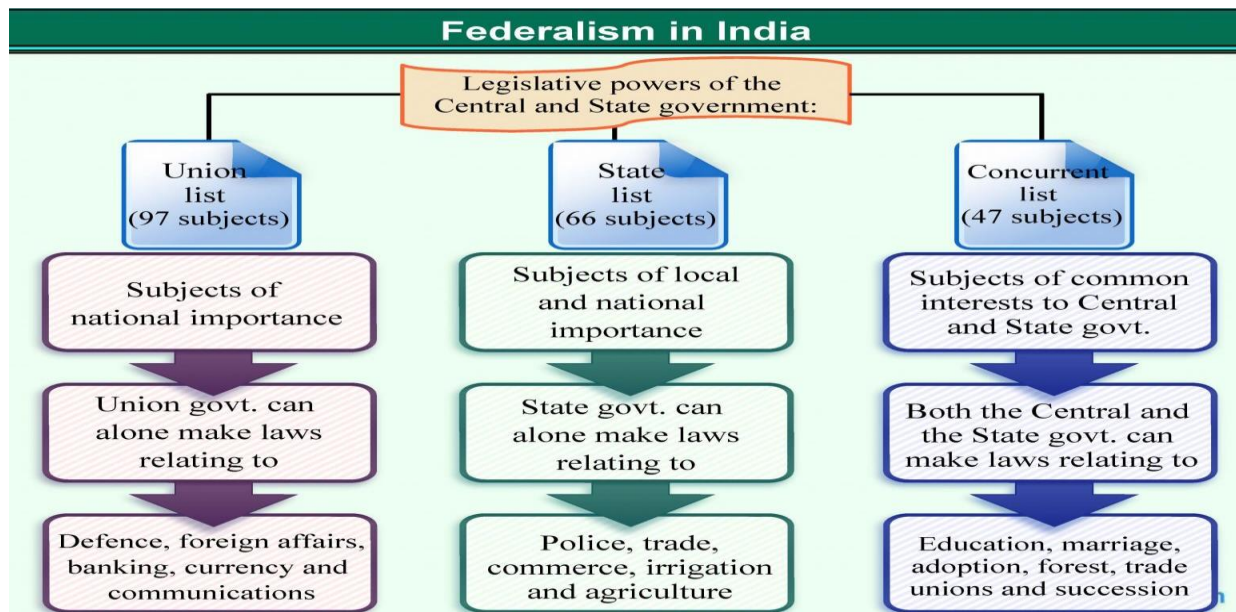 Federalism in India
Legislative powers of the
Central and State government:
Union
list
(97 subjects)
State
list
(66 subjects)
Concurrent
list
(47 subjects)
Subjects of
national importance
Subjects of local
and national
importance
Subjects of common
interests to Central
and State govt.
Union govt. can
alone make laws
relating to
State govt. can
alone make laws
relating to
Both the Central and
the State govt. can
make laws relating to
Defence, foreign affairs,
banking, currency and
communications
Police, trade,
commerce, irrigation
and agriculture
Education, marriage,
adoption, forest, trade
unions and succession